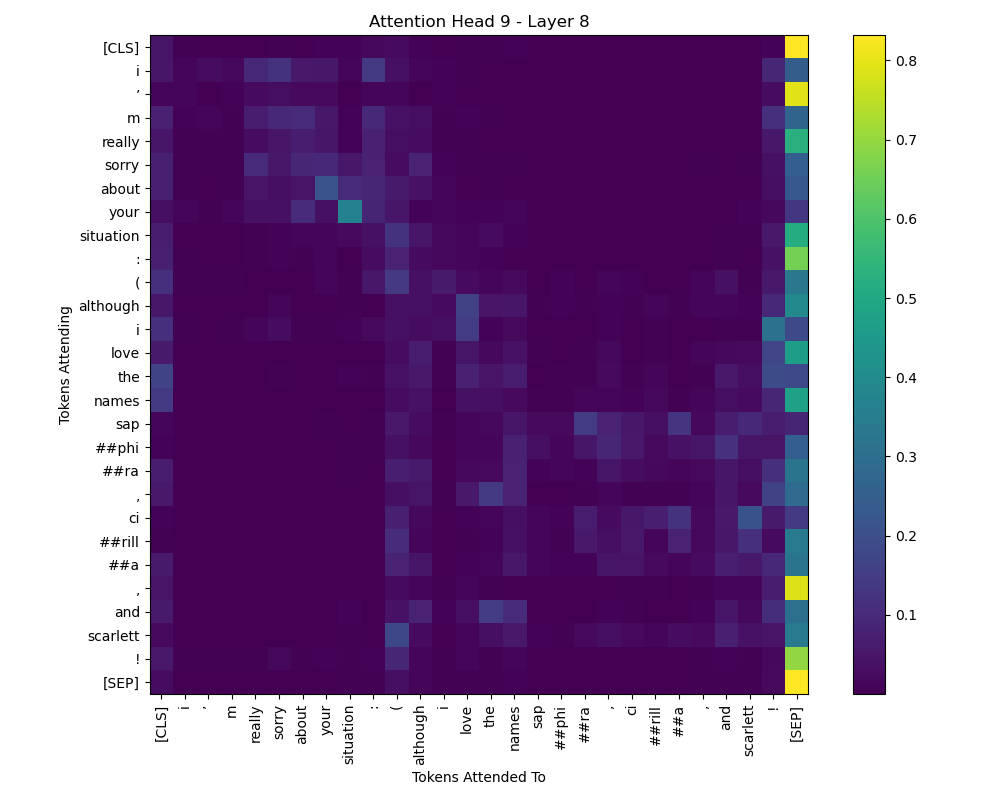 Attention Head 9 - Layer 8
Tokens Attending
[CLS]
i
’
m
really
sorry
about
your
situation
:
(
although
i
love
the
names
sap
##phi
##ra
,
ci
##rill
##a
,
and
scarlett
!
[SEP]
[CLS]
i
’
m
really
sorry
about
your
situation
:
(
although
i
love
the
names
sap
##phi
##ra
,
ci
##rill
##a
,
and
scarlett
!
[SEP]
Tokens Attended To
0.8
0.7
0.6
0.5
0.4
0.3
0.2
0.1